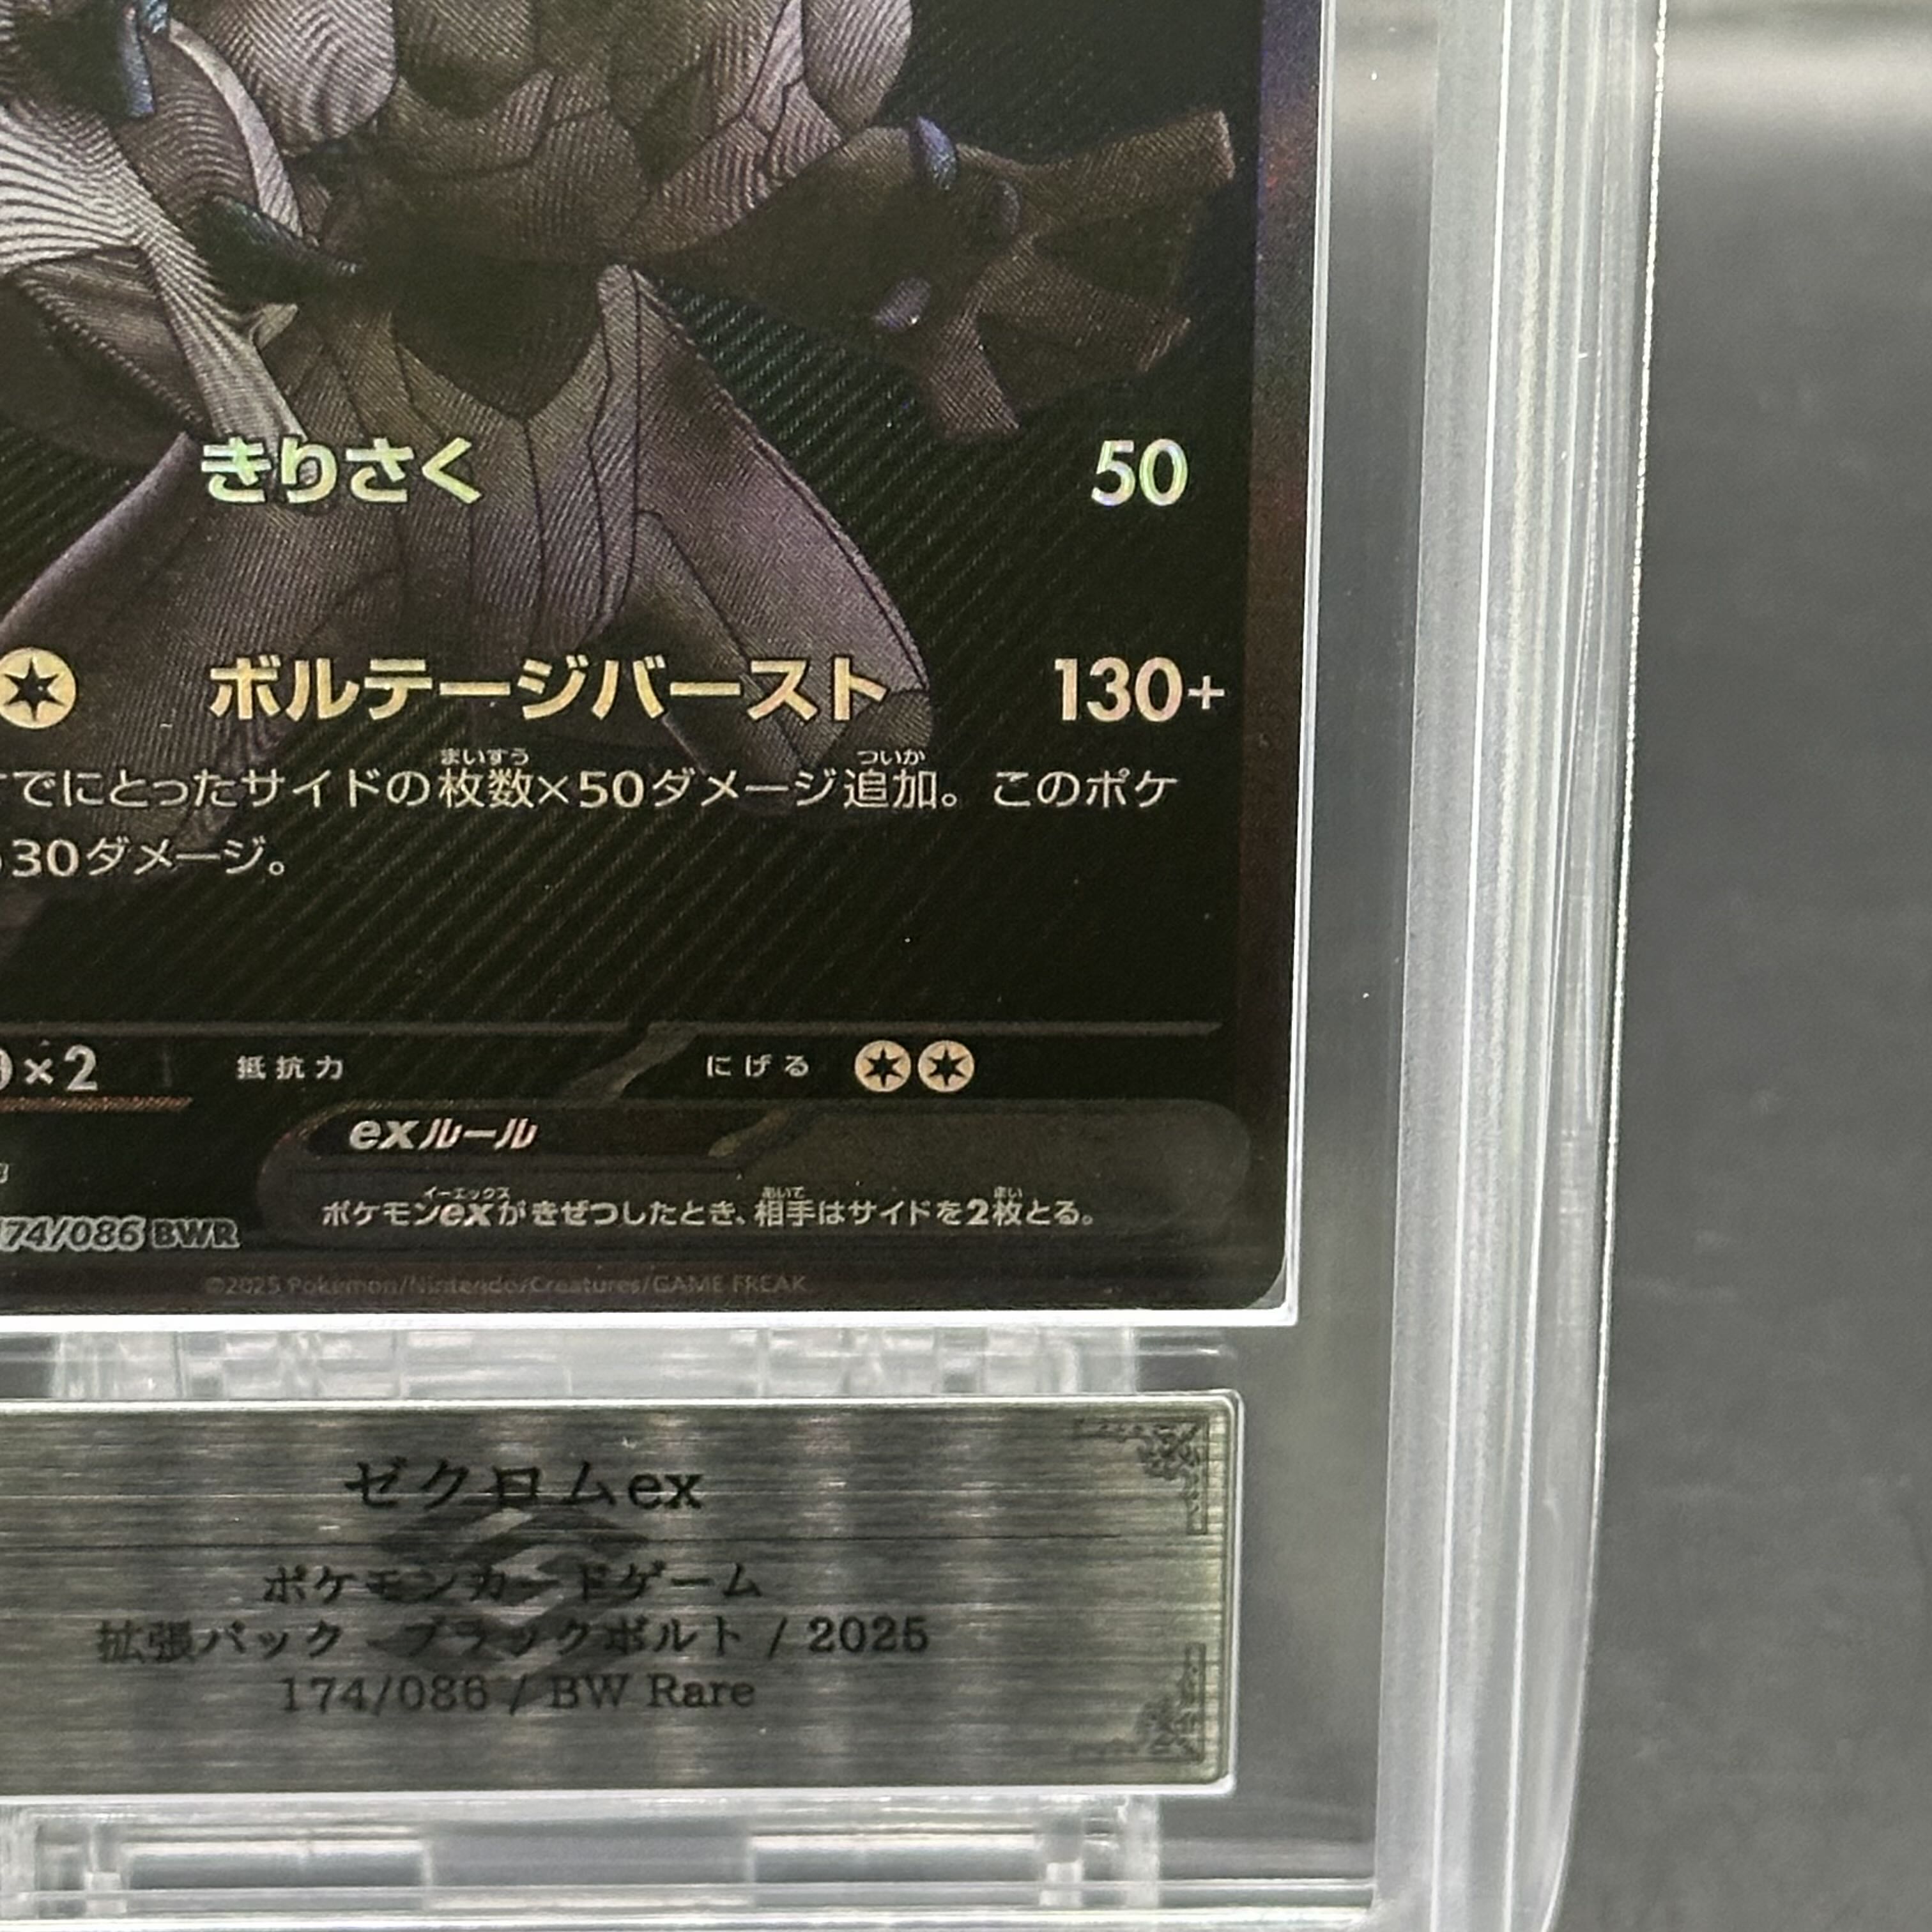 きりさく 50
ボルテージバースト 130+
まいすう ついか
でにとったサイドの枚数×50ダメージ追加。このポケ
30ダメージ。
×2 抵抗力 にげる
exルール
イーエックス あいて まい
ポケモンexがきぜつしたとき、相手はサイドを2枚とる。
74/086 BWR
©2025 Pokémon/Nintendo/Creatures/GAME FREAK
ゼクロムex
ポケモンカードゲーム
拡張パック ブラックボルト / 2025
174/086 / BW Rare